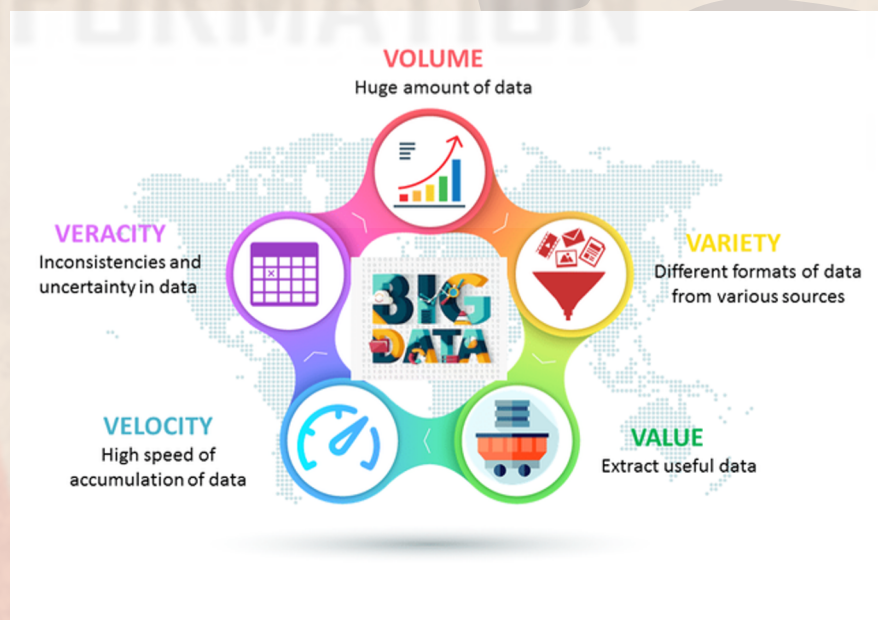 FORMATION
VOLUME
Huge amount of data
VERACITY
Inconsistencies and
uncertainty in data
VARIETY
Different formats of data
from various sources
BIG
DATA
VELOCITY
High speed of
accumulation of data
VALUE
Extract useful data